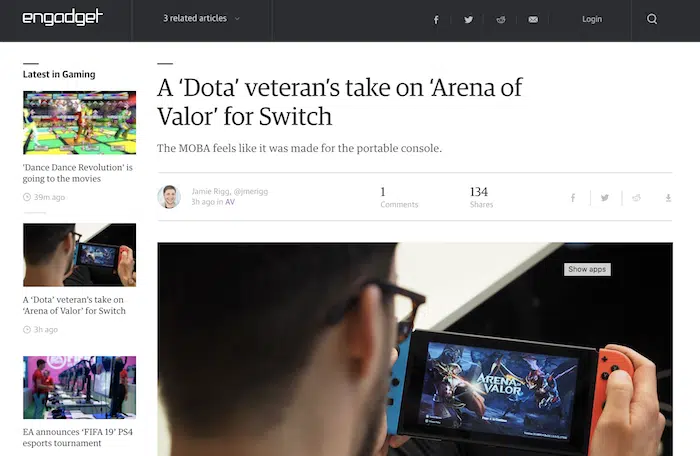 engadget
3 related articles
Login
Latest in Gaming
'Dance Dance Revolution' is
going to the movies
39m ago
A ‘Dota’ veteran’s take on
‘Arena of Valor’ for Switch
3h ago
EA announces ‘FIFA 19’ PS4
esports tournament
A ‘Dota’ veteran’s take on ‘Arena of
Valor’ for Switch
The MOBA feels like it was made for the portable console.
Jamie Rigg, @jmerigg
3h ago in AV
1
Comments
134
Shares
Show apps
ARENA OF
VALOR